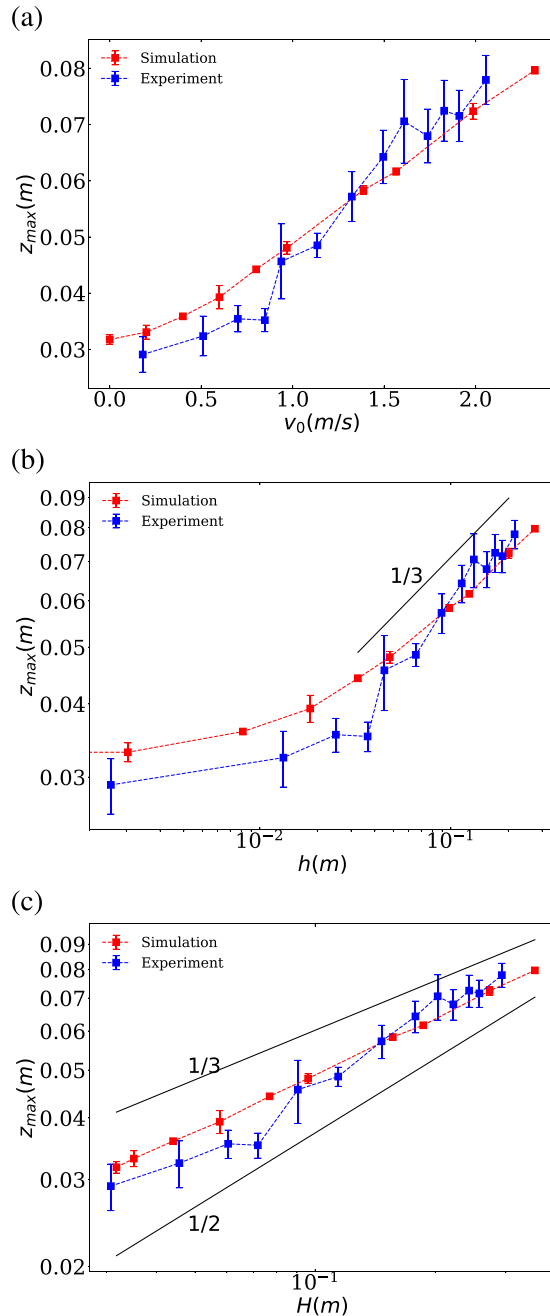 (a)
0.08
0.07
0.06
0.05
0.04
0.03
z_max(m)
Simulation
Experiment
0.0 0.5 1.0 1.5 2.0
v_0(m/s)
(b)
0.09
0.08
0.07
0.06
0.05
0.04
0.03
z_max(m)
Simulation
Experiment
1/3
10^-2 10^-1
h(m)
(c)
0.09
0.08
0.07
0.06
0.05
0.04
0.03
0.02
z_max(m)
Simulation
Experiment
1/3
1/2
10^-1
H(m)